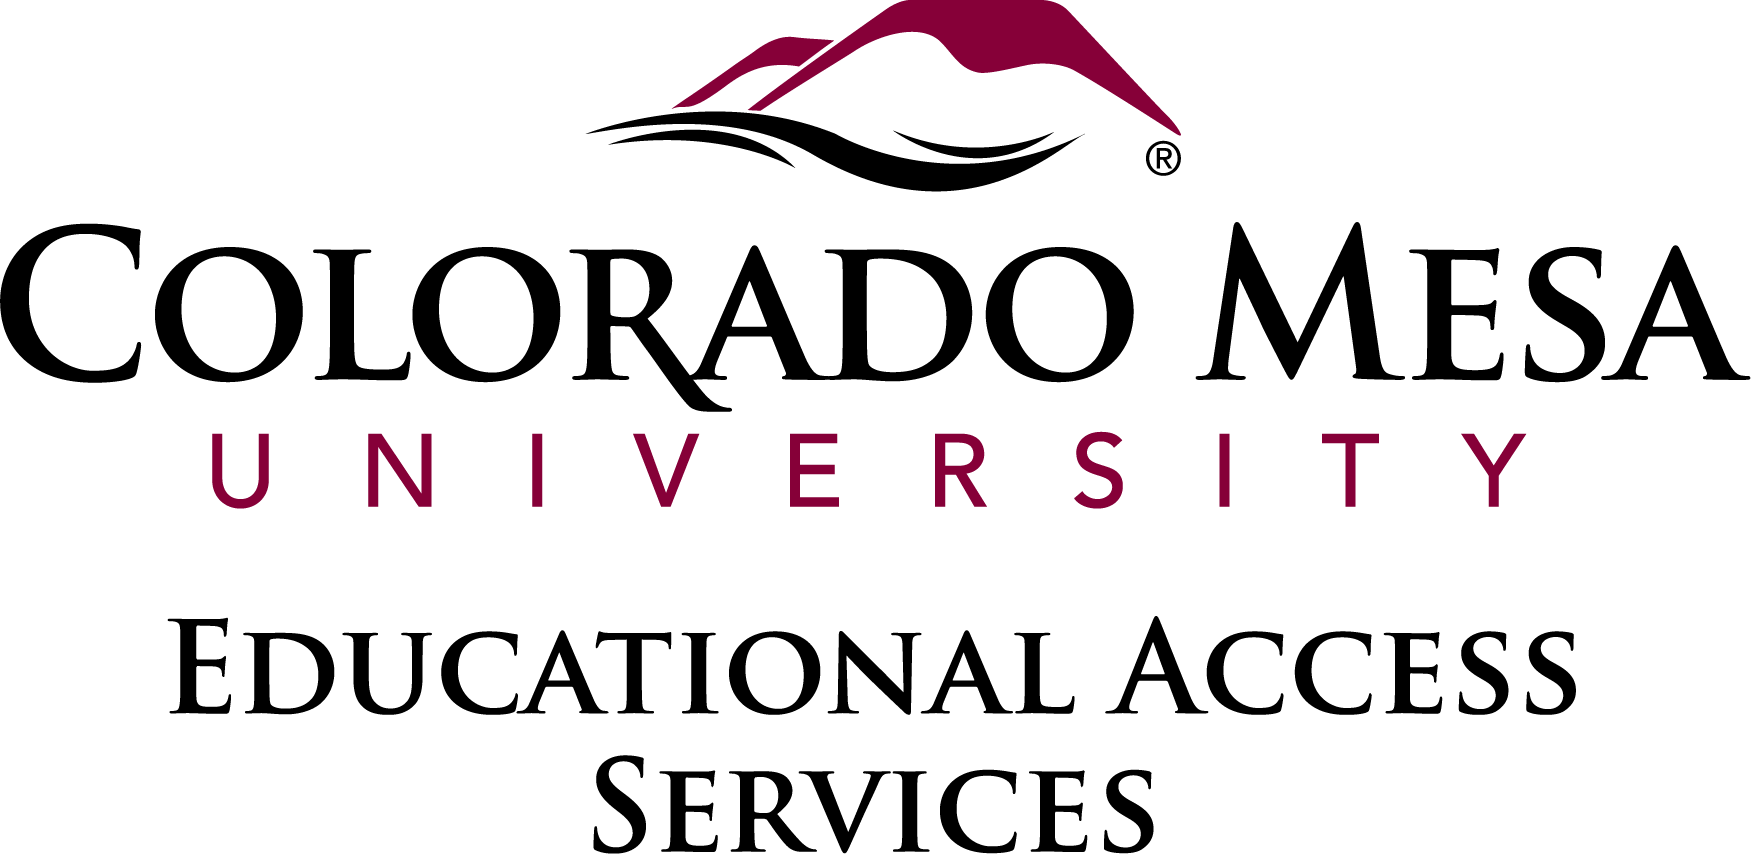 ®
COLORADO MESA
UNIVERSITY
EDUCATIONAL ACCESS
SERVICES